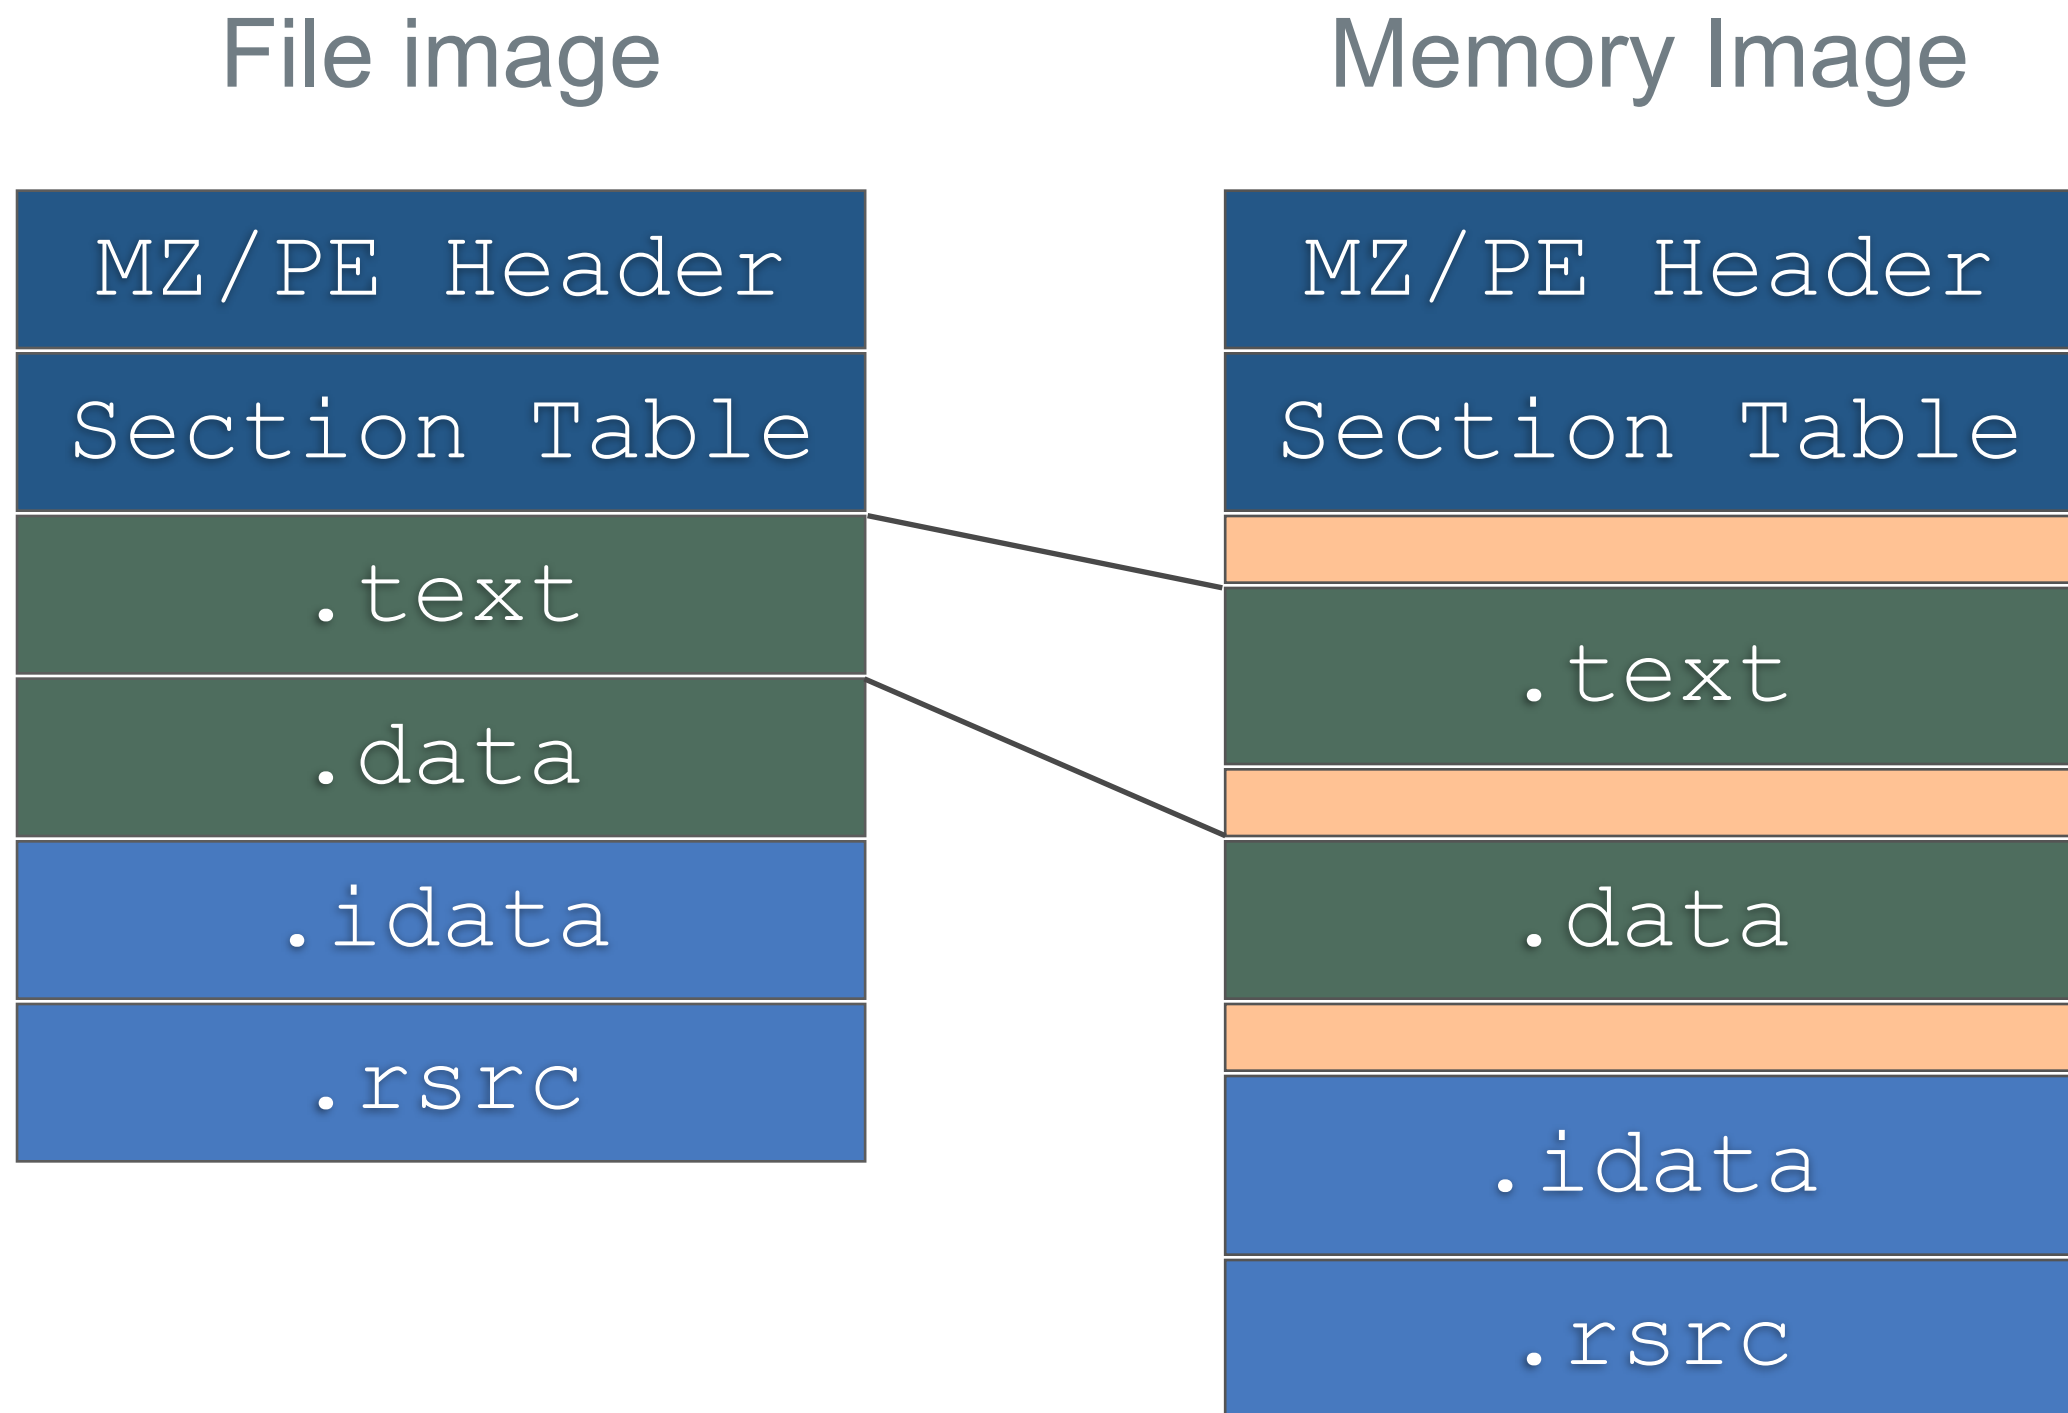 File image
MZ/PE Header
Section Table
.text
.data
.idata
.rsrc
Memory Image
MZ/PE Header
Section Table
.text
.data
.idata
.rsrc